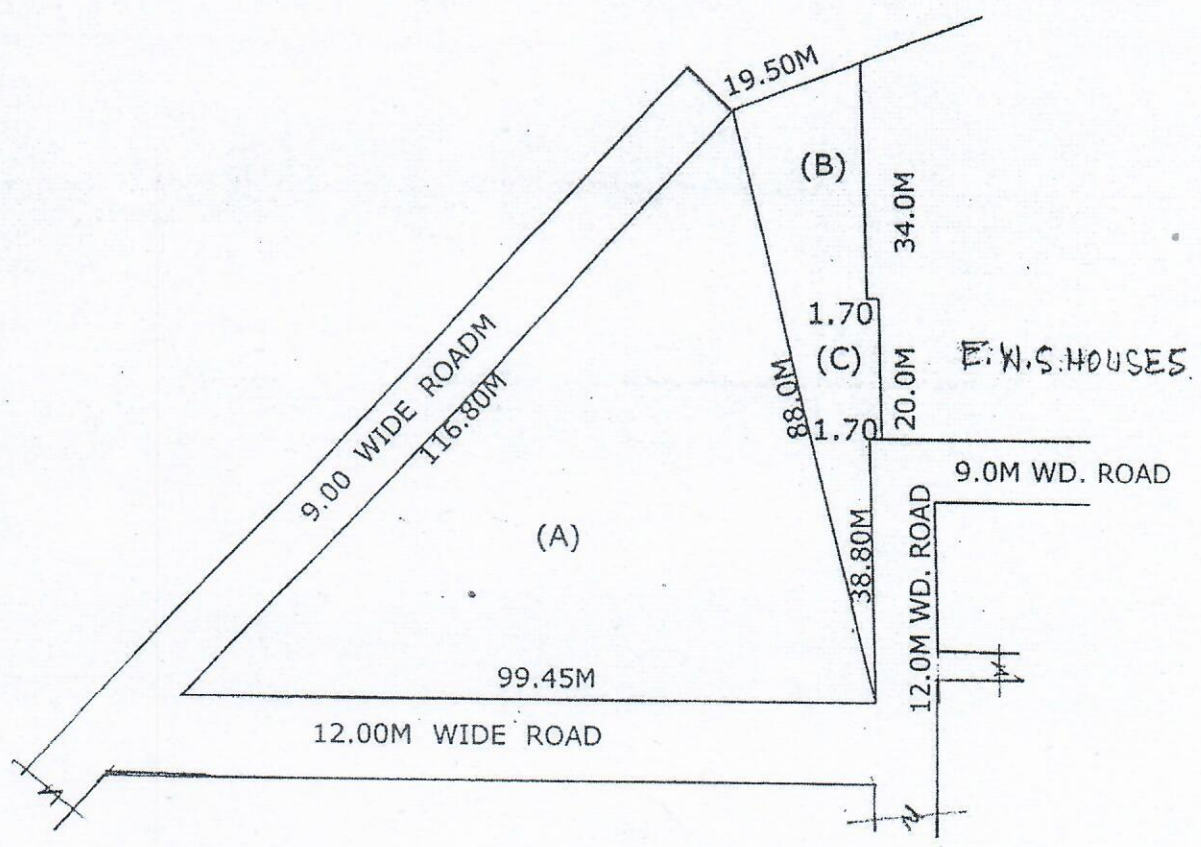 19.50M
(B)
34.0M
1.70
(C)
20.0M
E.W.S.HOUSES
9.00 WIDE ROADM
116.80M
88.0M
1.70
9.0M WD. ROAD
(A)
38.80M
12.0M WD. ROAD
99.45M
12.00M WIDE ROAD